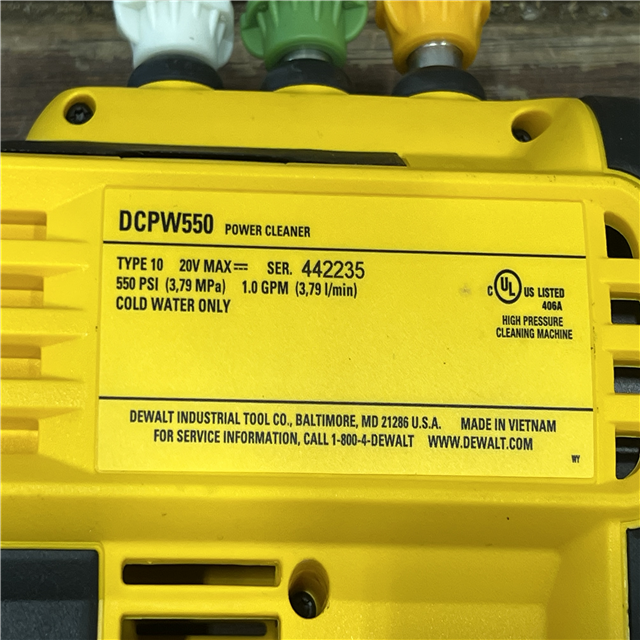 DCPW550 POWER CLEANER
TYPE 10 20V MAX⎓ SER. 442235
550 PSI (3,79 MPa) 1.0 GPM (3,79 l/min)
COLD WATER ONLY
C UL US LISTED
406A
HIGH PRESSURE
CLEANING MACHINE
DEWALT INDUSTRIAL TOOL CO., BALTIMORE, MD 21286 U.S.A. MADE IN VIETNAM
FOR SERVICE INFORMATION, CALL 1-800-4-DEWALT WWW.DEWALT.COM
WY